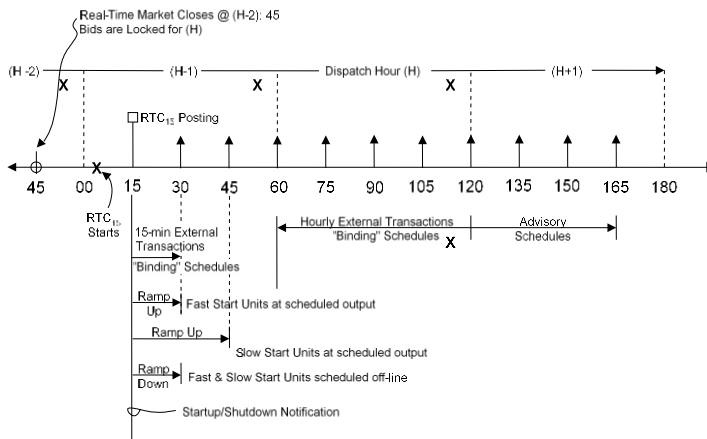 Real-Time Market Closes @ (H-2): 45
Bids are Locked for (H)
(H -2)
(H-1)
Dispatch Hour (H)
(H+1)
X
X
X
RTC15 Posting
X
45 00 15 30 45 60 75 90 105 120 135 150 165 180
RTC15
Starts
15-min External
Transactions
"Binding" Schedules
Hourly External Transactions
"Binding" Schedules
X
Advisory
Schedules
Ramp
Up
Fast Start Units at scheduled output
Ramp Up
Slow Start Units at scheduled output
Ramp
Down
Fast & Slow Start Units scheduled off-line
Startup/Shutdown Notification